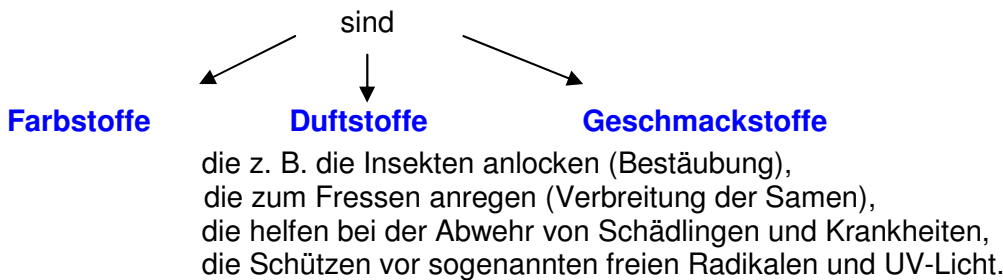 sind
Farbstoffe Duftstoffe Geschmackstoffe
die z. B. die Insekten anlocken (Bestäubung),
die zum Fressen anregen (Verbreitung der Samen),
die helfen bei der Abwehr von Schädlingen und Krankheiten,
die Schützen vor sogenannten freien Radikalen und UV-Licht.